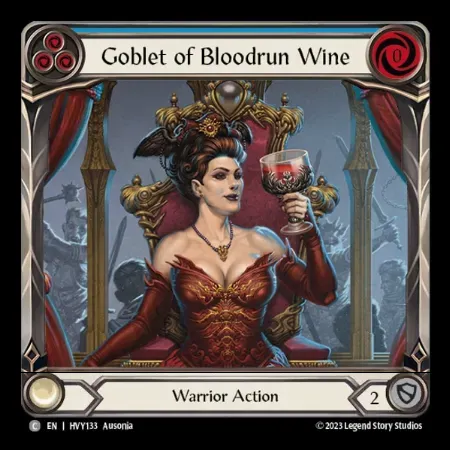 Goblet of Bloodrun Wine
0
Warrior Action
2
C EN | HVY133 Ausonia
© 2023 Legend Story Studios